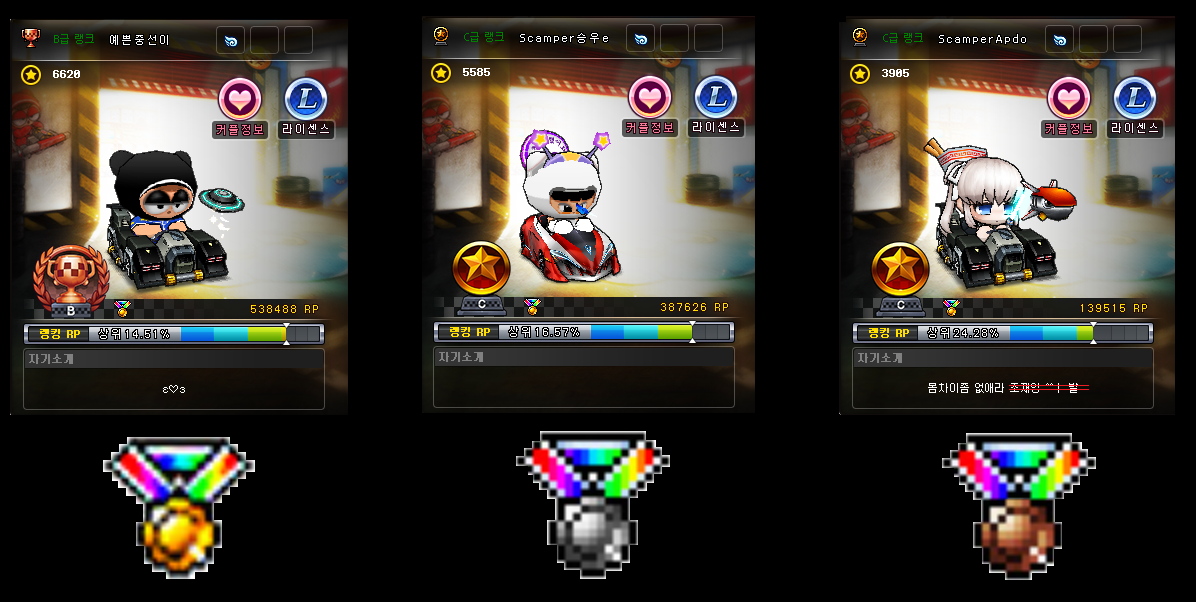 B급 랭크 예쁜중선이
6620
커플정보 L 라이센스
B
538488 RP
랭킹 RP 상위14.51%
자기소개
ε♡з
C급 랭크 Scamper승우e
5585
커플정보 L 라이센스
C
387626 RP
랭킹 RP 상위16.57%
자기소개
C급 랭크 ScamperApdo
3905
커플정보 L 라이센스
C
139515 RP
랭킹 RP 상위24.28%
자기소개
몸차이좀 없애라 조재앙 ^^ㅣ발